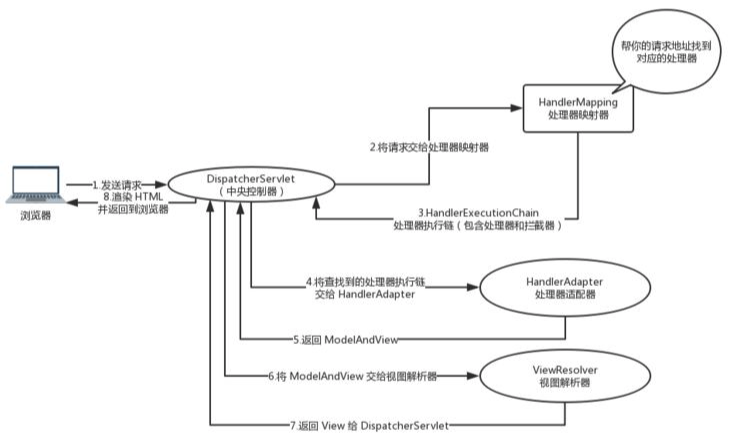 帮你的请求地址找到
对应的处理器
HandlerMapping
处理器映射器
2.将请求交给处理器映射器
DispatcherServlet
（中央控制器）
1.发送请求
8.渲染 HTML
并返回到浏览器
浏览器
3.HandlerExecutionChain
处理器执行链（包含处理器和拦截器）
4.将查找到的处理器执行链
交给 HandlerAdapter
HandlerAdapter
处理器适配器
5.返回 ModelAndView
6.将 ModelAndView 交给视图解析器
ViewResolver
视图解析器
7.返回 View 给 DispatcherServlet